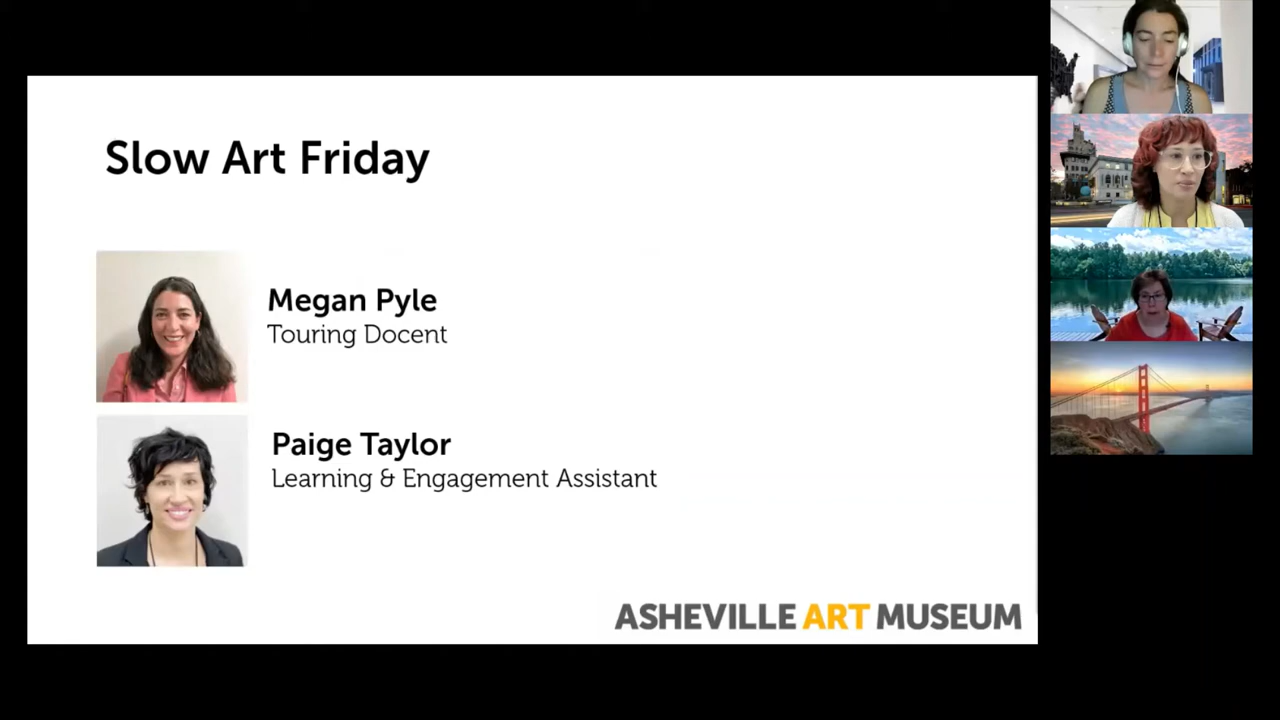 Slow Art Friday
Megan Pyle
Touring Docent
Paige Taylor
Learning & Engagement Assistant
ASHEVILLE ART MUSEUM